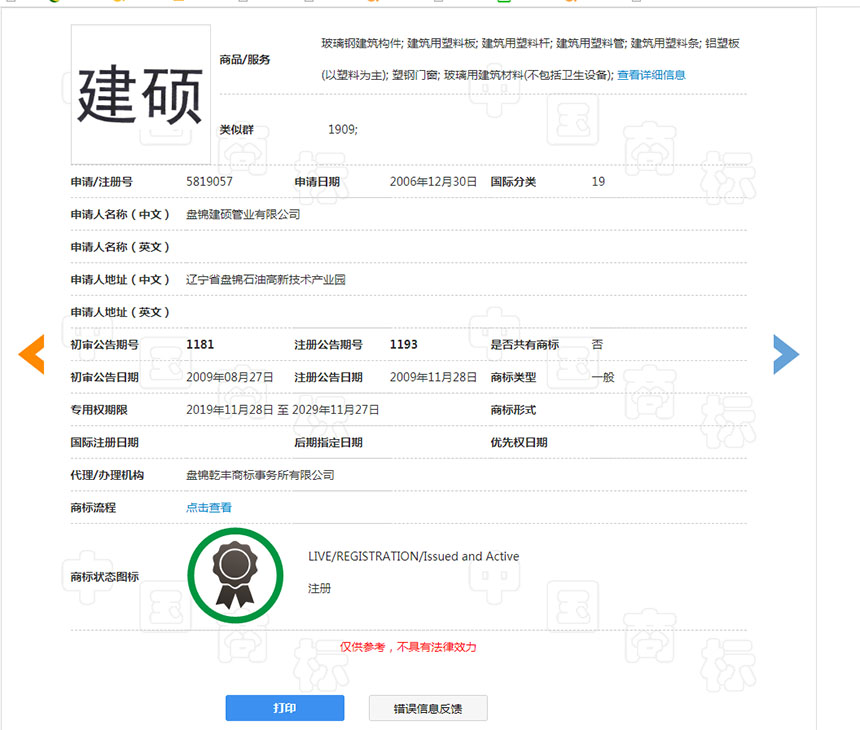 建硕
商品/服务
玻璃钢建筑构件; 建筑用塑料板; 建筑用塑料杆; 建筑用塑料管; 建筑用塑料条; 铝塑板
(以塑料为主); 塑钢门窗; 玻璃用建筑材料(不包括卫生设备); 查看详细信息
类似群 1909;
申请/注册号 5819057 申请日期 2006年12月30日 国际分类 19
申请人名称（中文） 盘锦建硕管业有限公司
申请人名称（英文）
申请人地址（中文） 辽宁省盘锦石油高新技术产业园
申请人地址（英文）
初审公告期号 1181 注册公告期号 1193 是否共有商标 否
初审公告日期 2009年08月27日 注册公告日期 2009年11月28日 商标类型 一般
专用权期限 2019年11月28日 至 2029年11月27日 商标形式
国际注册日期 后期指定日期 优先权日期
代理/办理机构 盘锦乾丰商标事务所有限公司
商标流程 点击查看
商标状态图标
LIVE/REGISTRATION/Issued and Active
注册
仅供参考，不具有法律效力
打印 错误信息反馈
中国商标